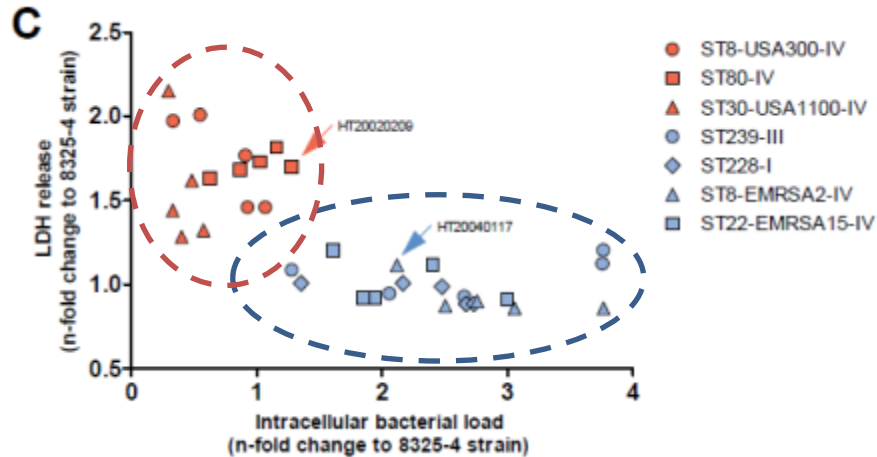 C
2.5
2.0
1.5
1.0
0.5
LDH release
(n-fold change to 8325-4 strain)
HT20020209
HT20040117
0
1
2
3
4
Intracellular bacterial load
(n-fold change to 8325-4 strain)
ST8-USA300-IV
ST80-IV
ST30-USA1100-IV
ST239-III
ST228-I
ST8-EMRSA2-IV
ST22-EMRSA15-IV